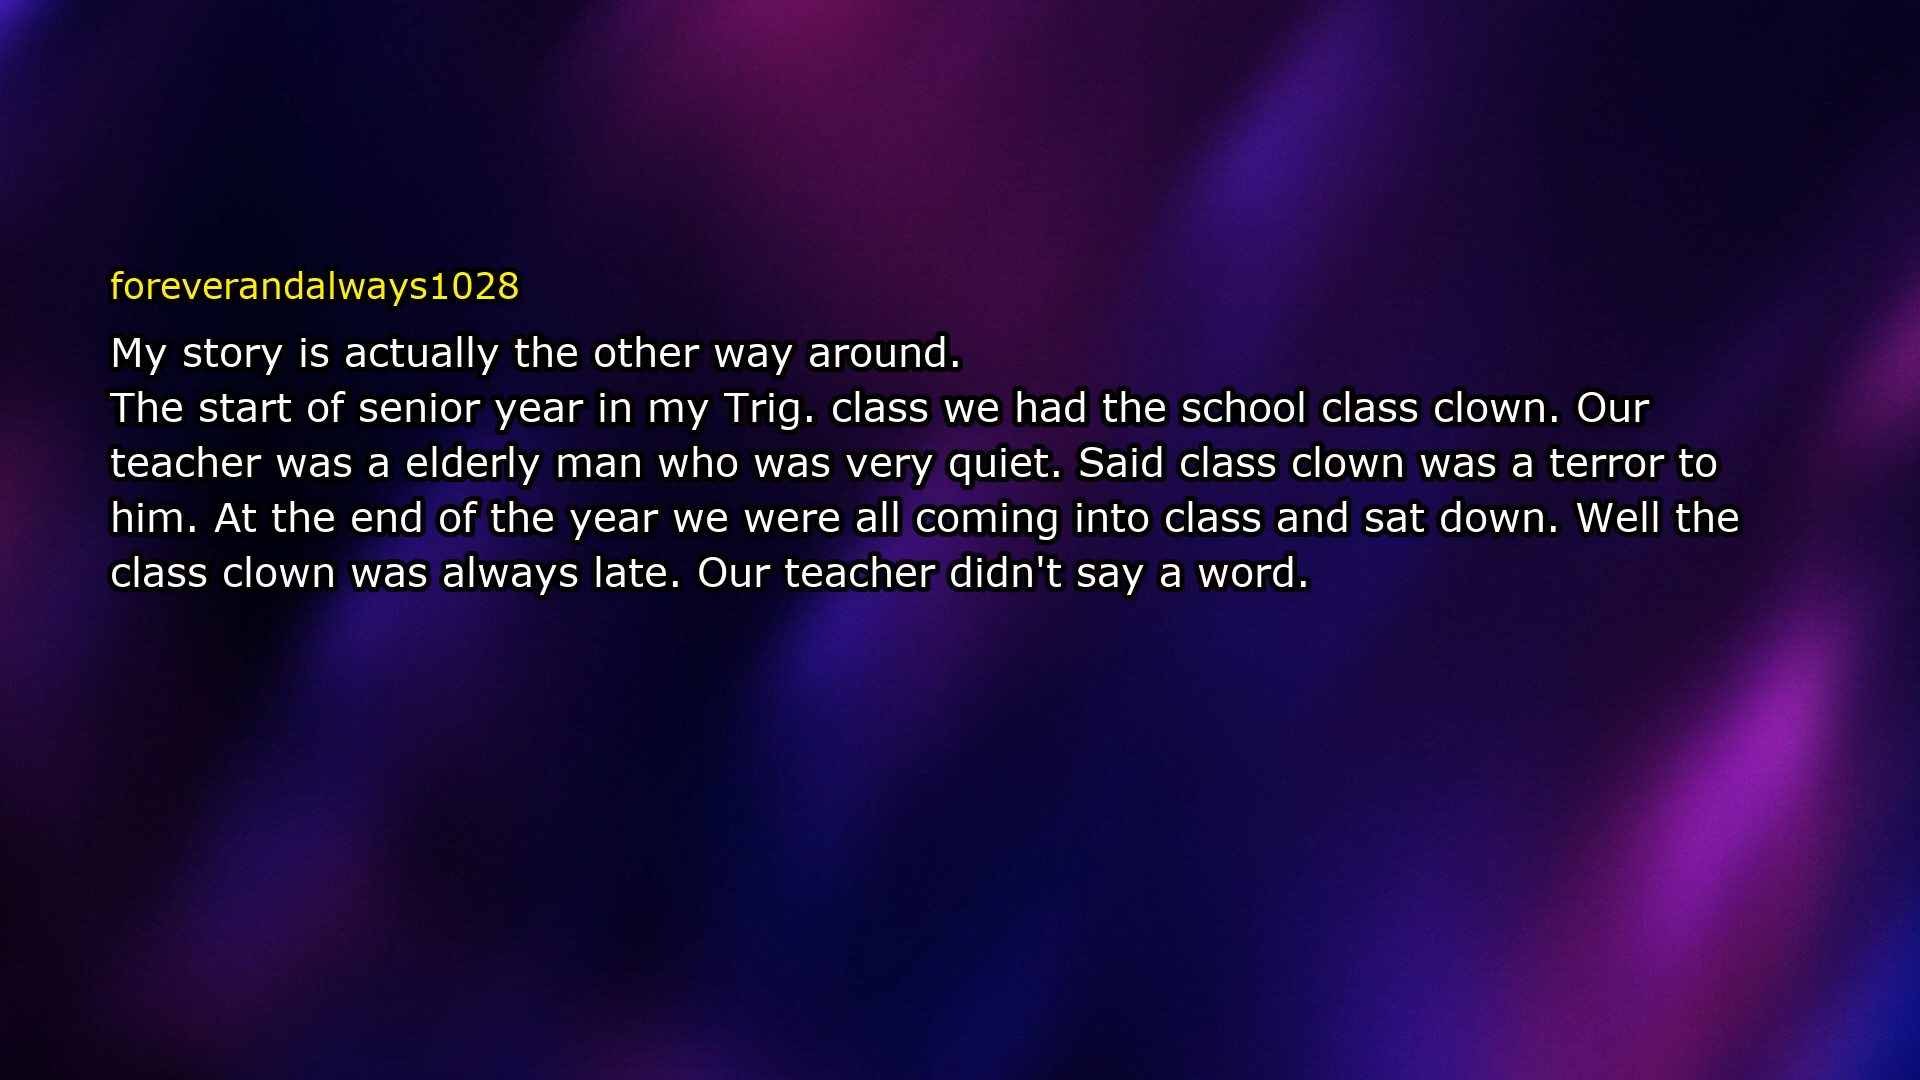 foreverandalways1028
My story is actually the other way around.
The start of senior year in my Trig. class we had the school class clown. Our
teacher was a elderly man who was very quiet. Said class clown was a terror to
him. At the end of the year we were all coming into class and sat down. Well the
class clown was always late. Our teacher didn't say a word.